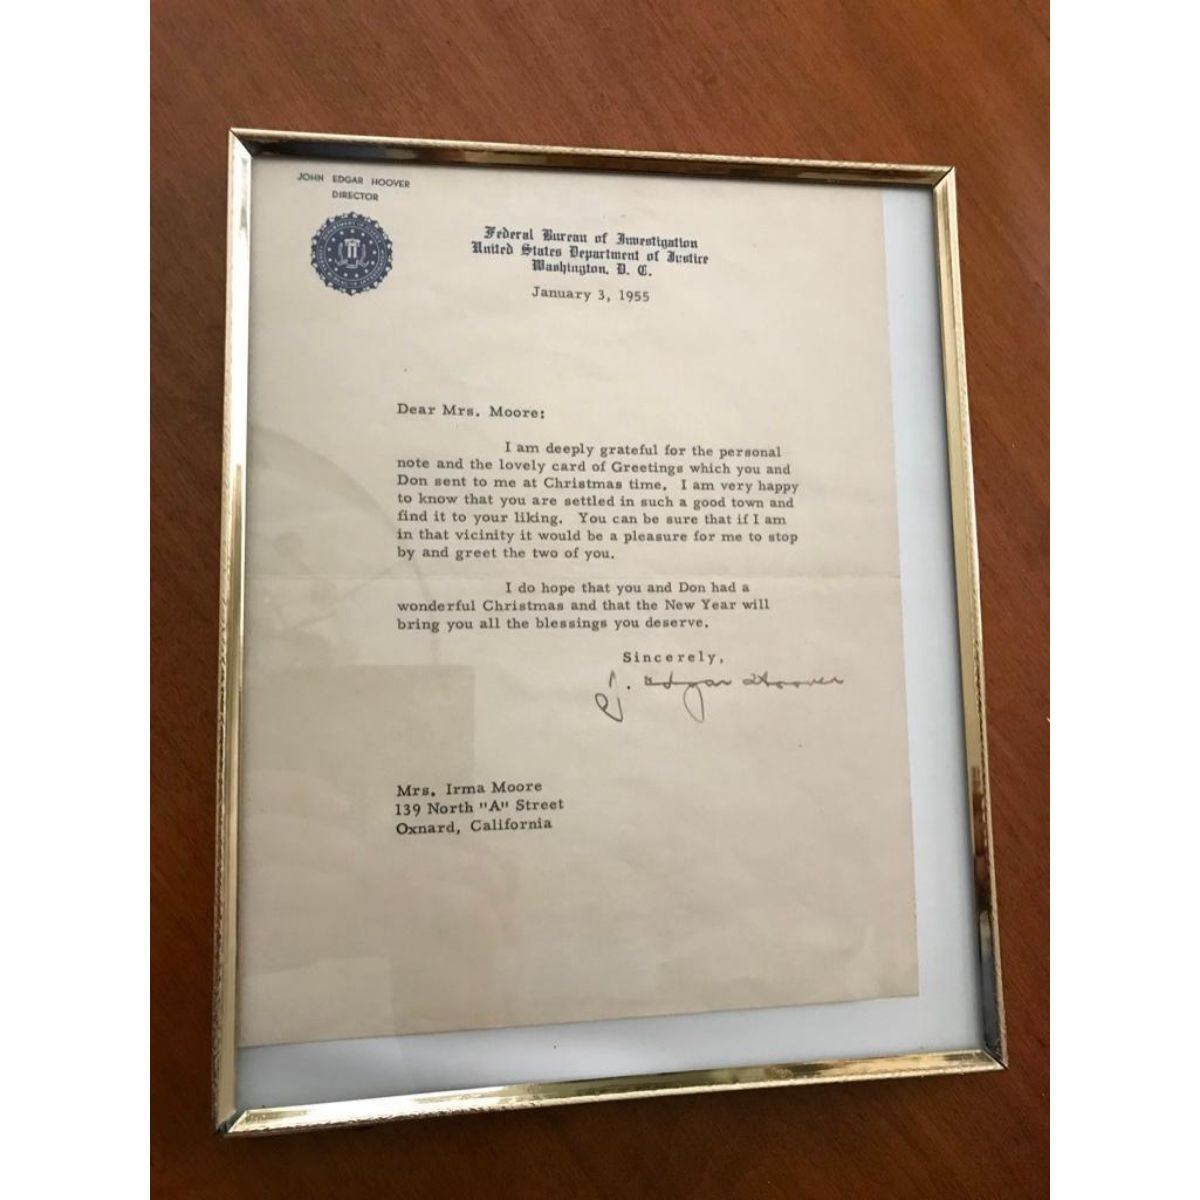 JOHN EDGAR HOOVER
DIRECTOR
Federal Bureau of Investigation
United States Department of Justice
Washington, D. C.
January 3, 1955
Dear Mrs. Moore:
I am deeply grateful for the personal
note and the lovely card of Greetings which you and
Don sent to me at Christmas time. I am very happy
to know that you are settled in such a good town and
find it to your liking. You can be sure that if I am
in that vicinity it would be a pleasure for me to stop
by and greet the two of you.
I do hope that you and Don had a
wonderful Christmas and that the New Year will
bring you all the blessings you deserve.
Sincerely,
J. Edgar Hoover
Mrs. Irma Moore
139 North "A" Street
Oxnard, California